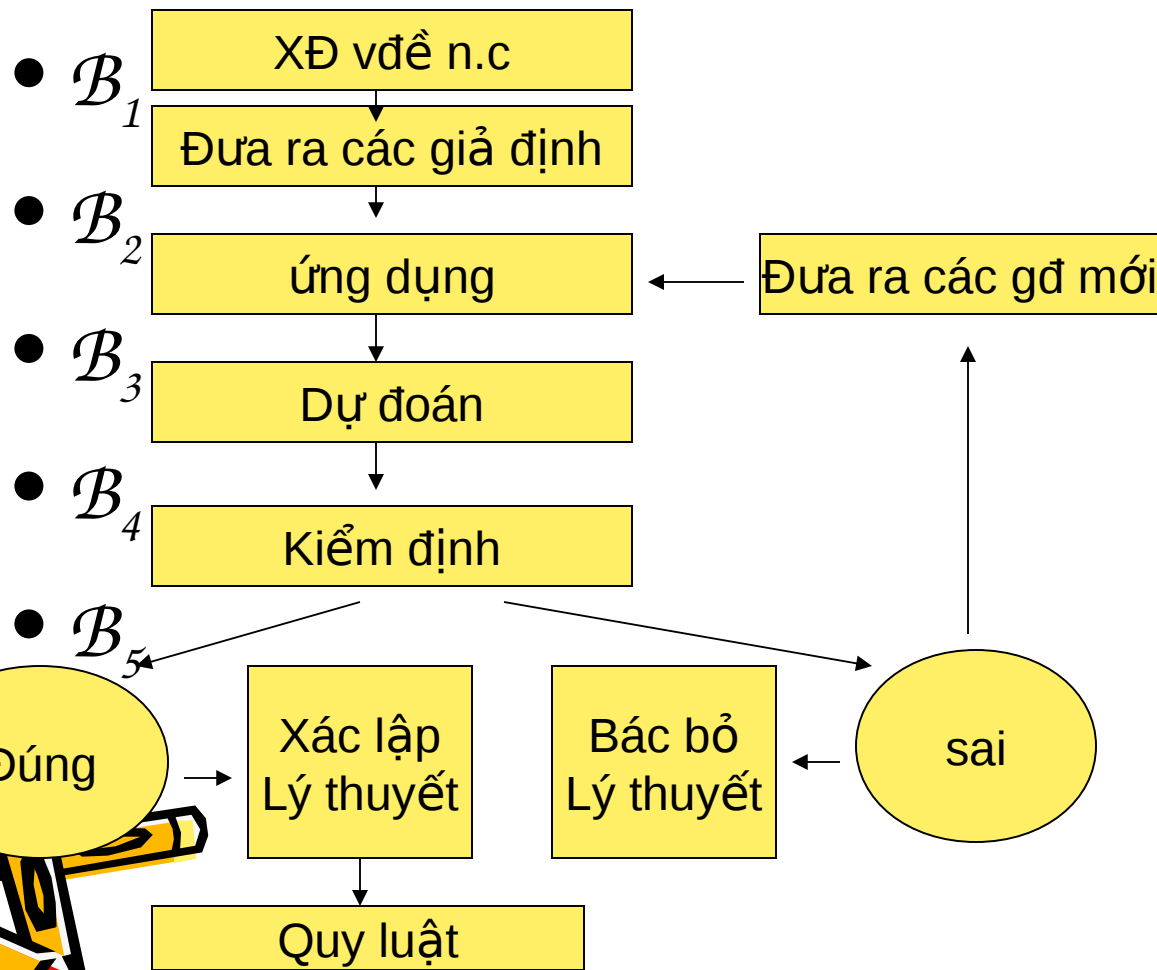 • B1
XĐ vđề n.c
Đưa ra các giả định
• B2
ứng dụng
Đưa ra các gđ mới
• B3
Dự đoán
• B4
Kiểm định
• B5
Đúng
Xác lập
Lý thuyết
Bác bỏ
Lý thuyết
sai
Quy luật